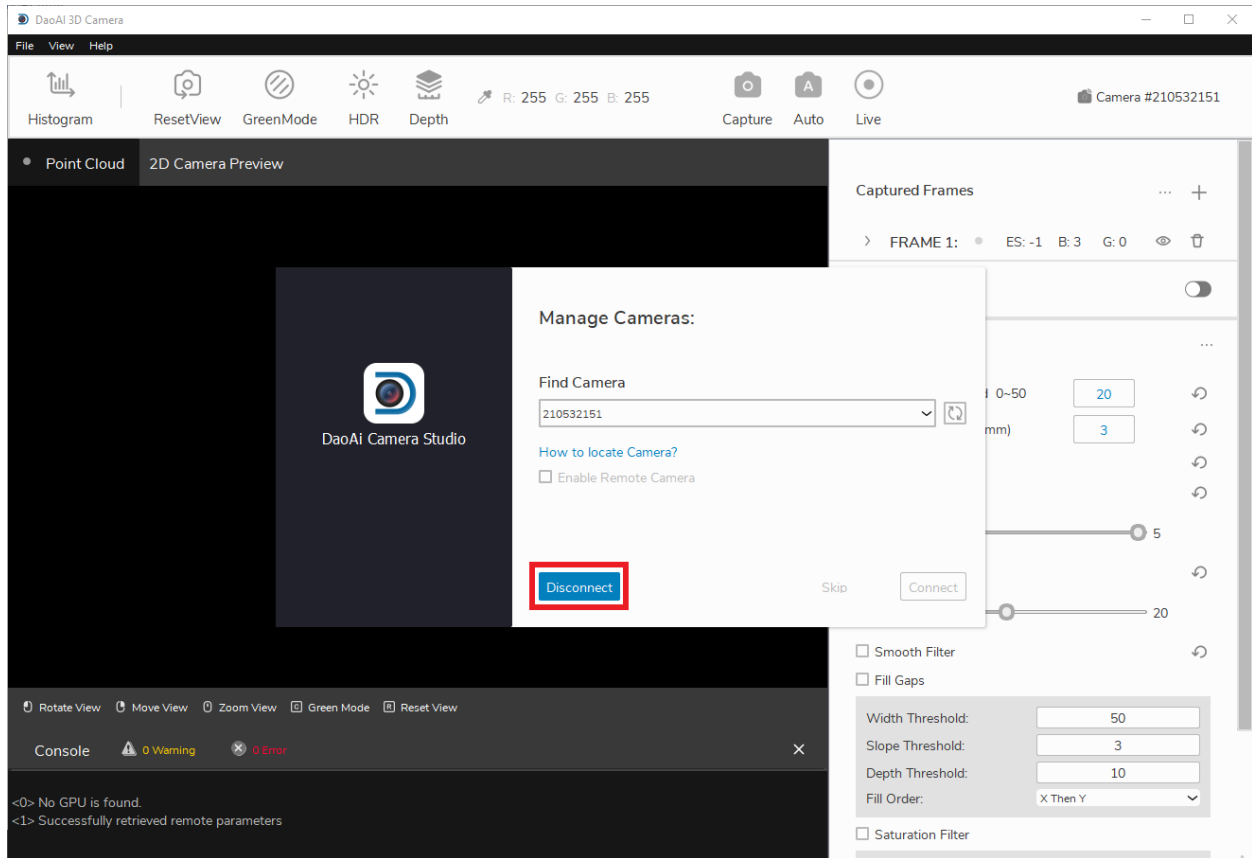 DaoAI 3D Camera
File View Help
Histogram ResetView GreenMode HDR Depth R: 255 G: 255 B: 255 Capture Auto Live Camera #210532151
Point Cloud 2D Camera Preview
Captured Frames ... +
FRAME 1: ES: -1 B: 3 G: 0
...
Manage Cameras:
Find Camera
210532151
How to locate Camera?
Enable Remote Camera
Disconnect Skip Connect
DaoAi Camera Studio
0~50 20
mm) 3
5
20
Smooth Filter
Fill Gaps
Width Threshold: 50
Slope Threshold: 3
Depth Threshold: 10
Fill Order: X Then Y
Saturation Filter
Rotate View Move View Zoom View C Green Mode R Reset View
Console 0 Warning 0 Error
<0> No GPU is found.
<1> Successfully retrieved remote parameters